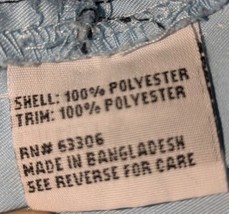 SHELL: 100% POLYESTER
TRIM: 100% POLYESTER
RN# 63306
MADE IN BANGLADESH
SEE REVERSE FOR CARE